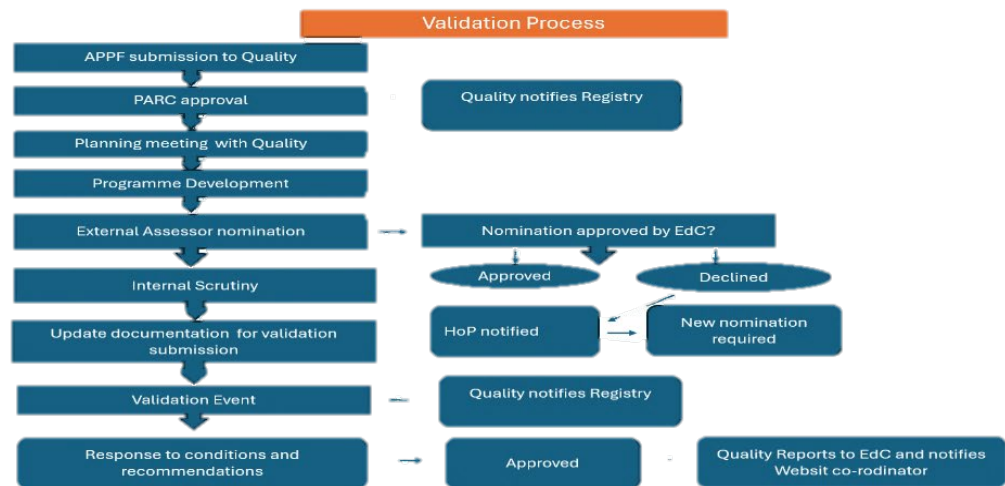 Validation Process
APPF submission to Quality
PARC approval
Quality notifies Registry
Planning meeting with Quality
Programme Development
External Assessor nomination
Nomination approved by EdC?
Approved
Declined
Internal Scrutiny
HoP notified
New nomination
required
Update documentation for validation
submission
Validation Event
Quality notifies Registry
Response to conditions and
recommendations
Approved
Quality Reports to EdC and notifies
Websit co-rodinator